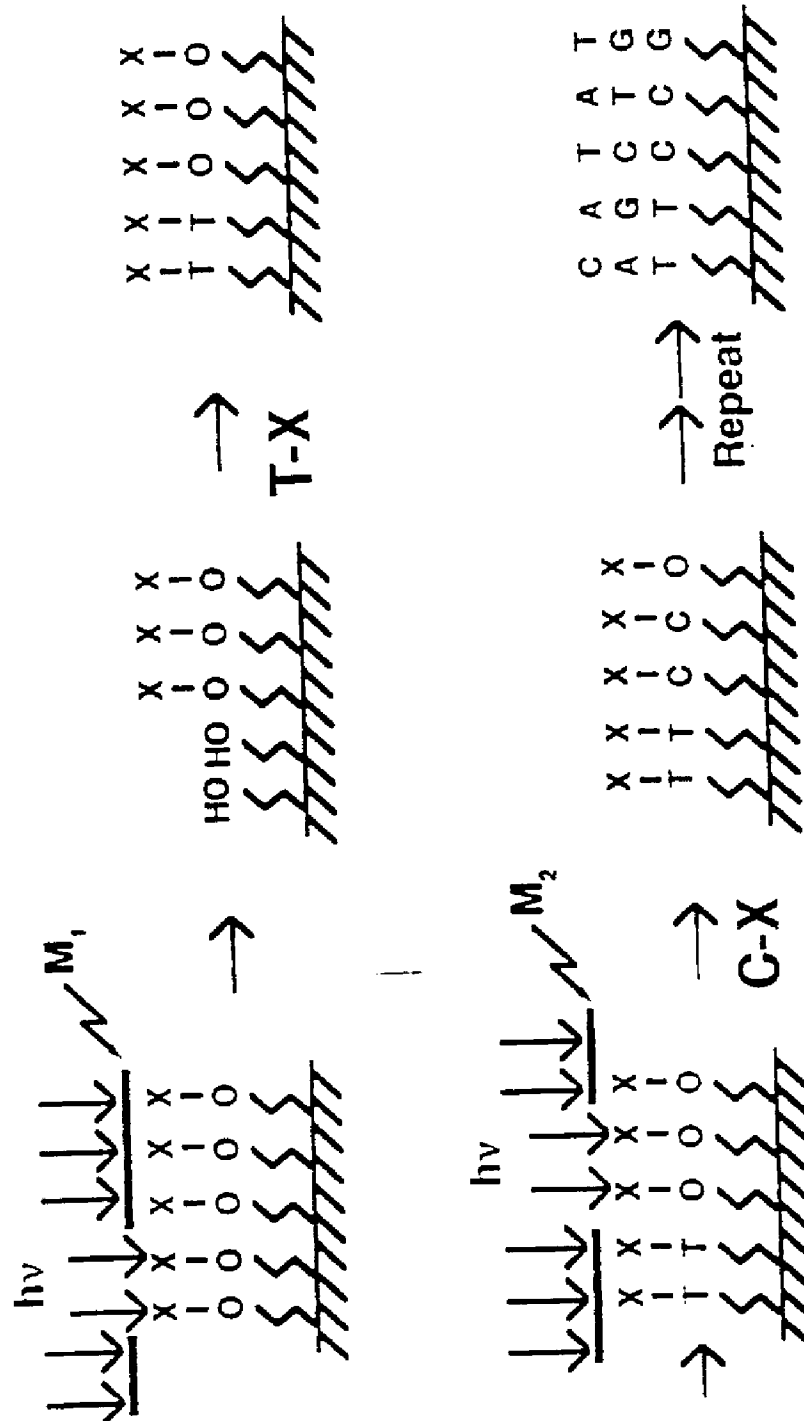 hν
M₁
X X X X X
O O O O O
X X X
HO HO O O O
T-X
X X X X X
T T O O O
hν
M₂
X X X X X
T T O O O
C-X
X X X X X
T T C C O
Repeat
C A T A T
A G C T G
T T C C G